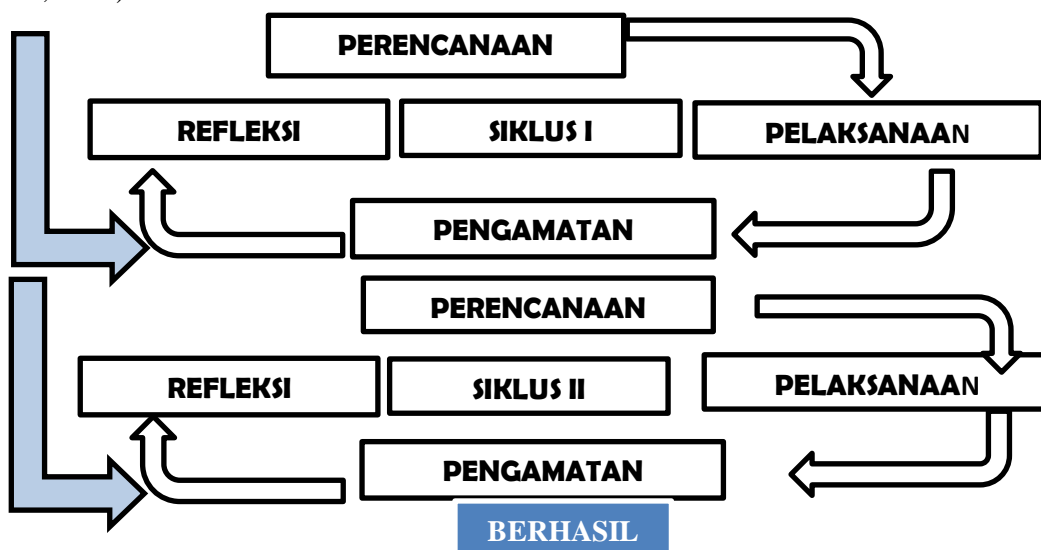 PERENCANAAN
REFLEKSI
SIKLUS I
PELAKSANAAN
PENGAMATAN
PERENCANAAN
REFLEKSI
SIKLUS II
PELAKSANAAN
PENGAMATAN
BERHASIL